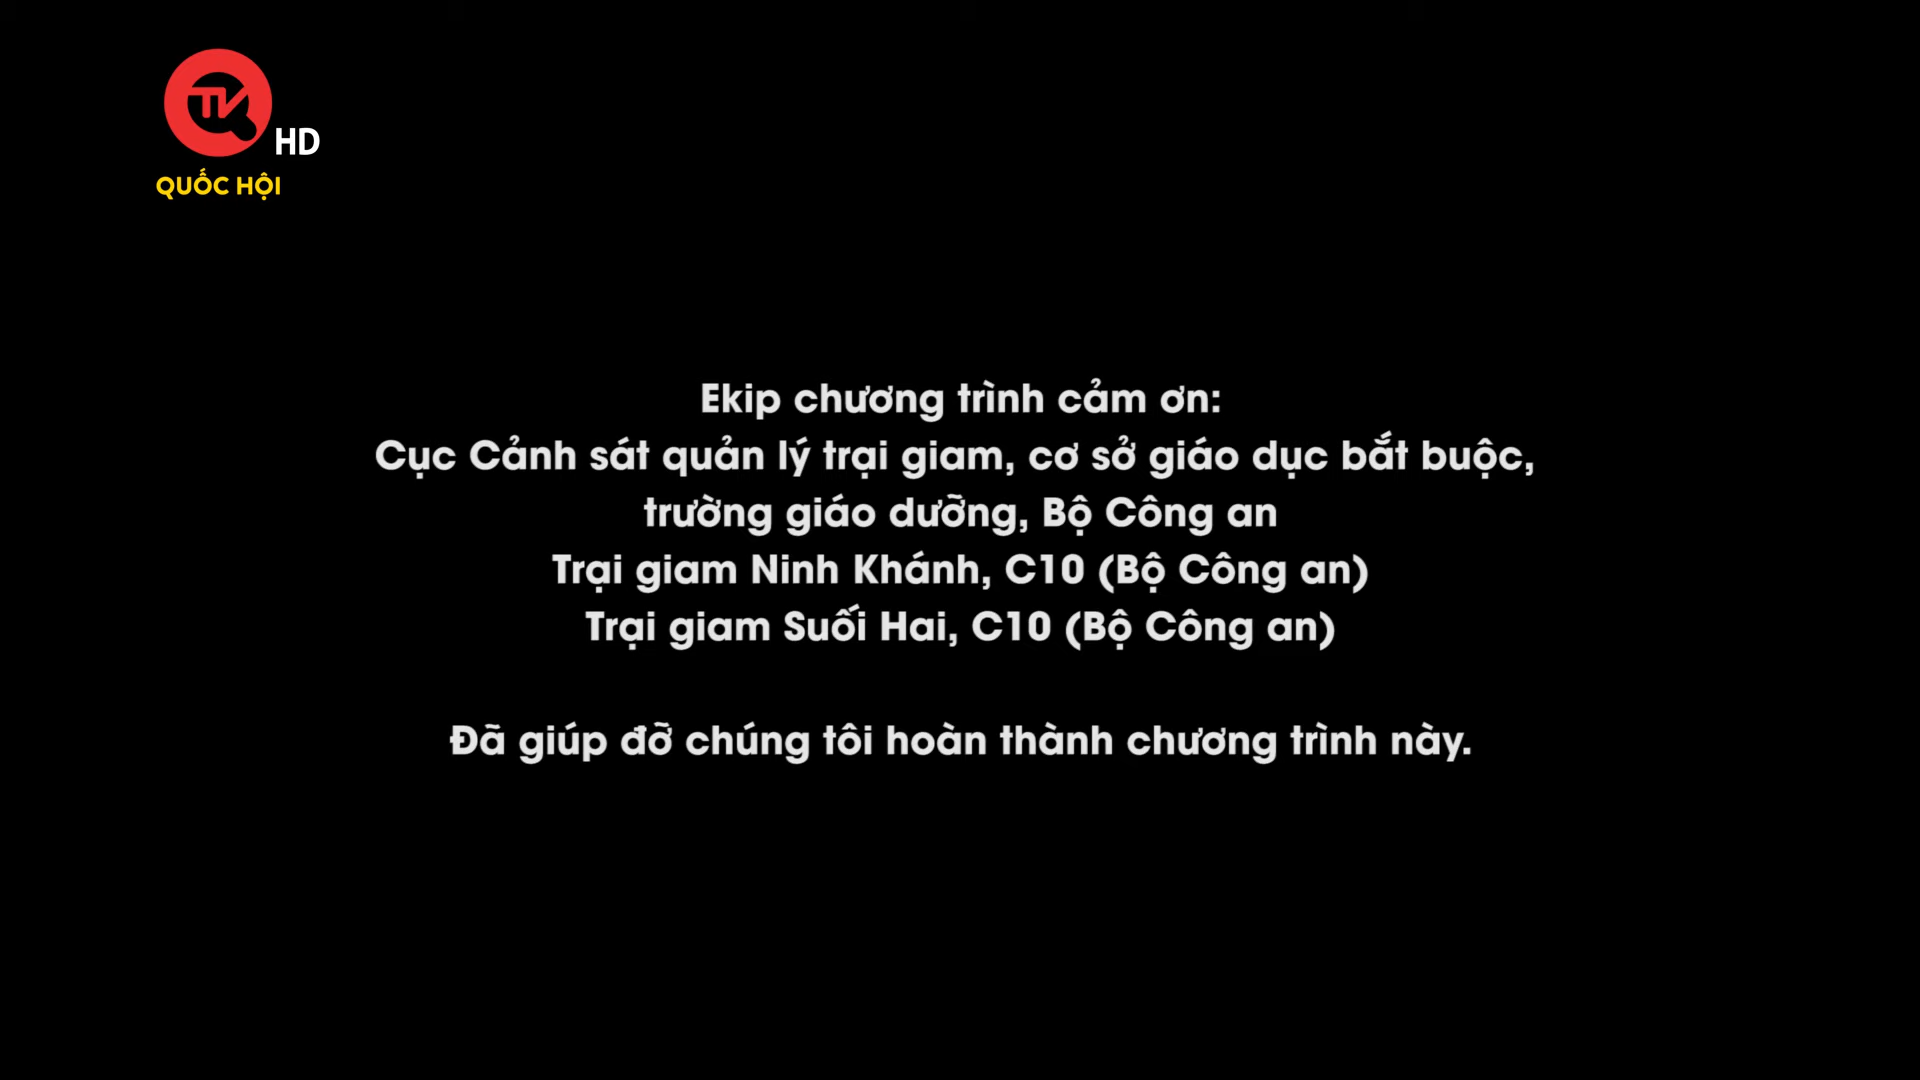 TV
HD
QUỐC HỘI
Ekip chương trình cảm ơn:
Cục Cảnh sát quản lý trại giam, cơ sở giáo dục bắt buộc,
trường giáo dưỡng, Bộ Công an
Trại giam Ninh Khánh, C10 (Bộ Công an)
Trại giam Suối Hai, C10 (Bộ Công an)
Đã giúp đỡ chúng tôi hoàn thành chương trình này.